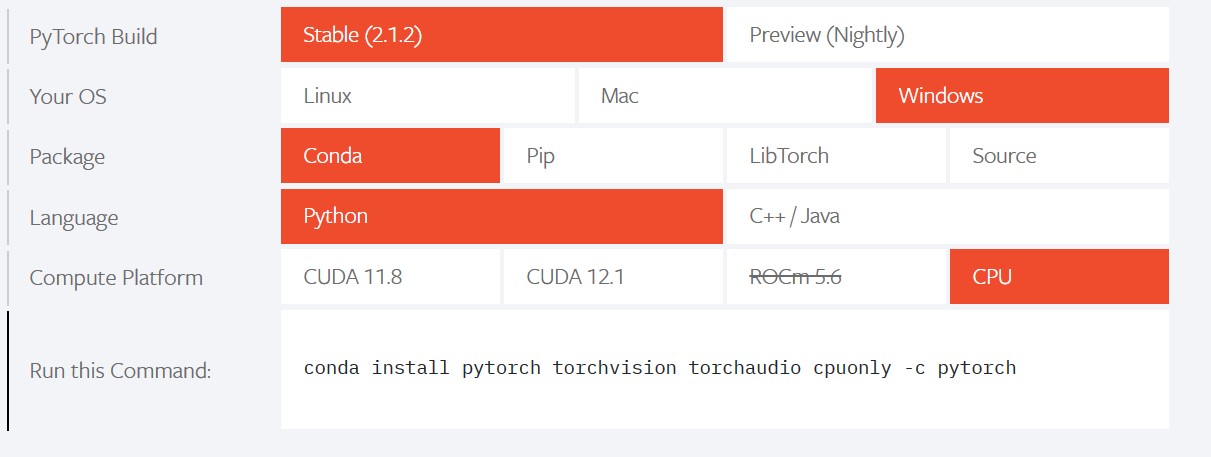 PyTorch Build Stable (2.1.2) Preview (Nightly)
Your OS Linux Mac Windows
Package Conda Pip LibTorch Source
Language Python C++ / Java
Compute Platform CUDA 11.8 CUDA 12.1 ROCm 5.6 CPU
Run this Command: conda install pytorch torchvision torchaudio cpuonly -c pytorch